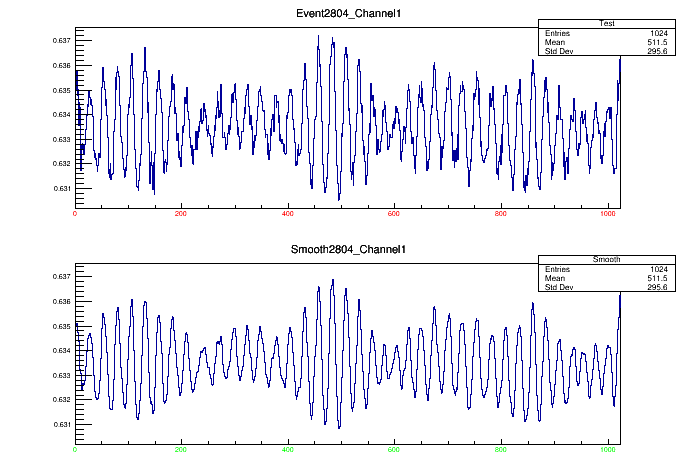 Event2804_Channel1
Test
Entries 1024
Mean 511.5
Std Dev 295.6
0.637
0.636
0.635
0.634
0.633
0.632
0.631
0 200 400 600 800 1000
Smooth2804_Channel1
Smooth
Entries 1024
Mean 511.5
Std Dev 295.6
0.637
0.636
0.635
0.634
0.633
0.632
0.631
0 200 400 600 800 1000